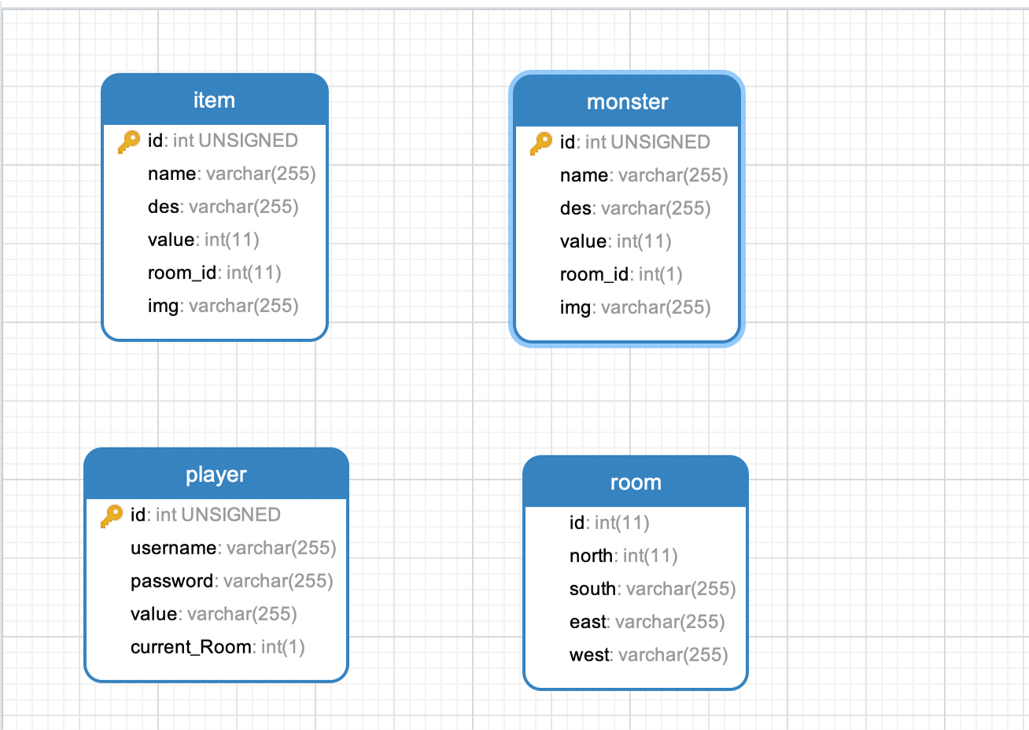 item
id: int UNSIGNED
name: varchar(255)
des: varchar(255)
value: int(11)
room_id: int(11)
img: varchar(255)
monster
id: int UNSIGNED
name: varchar(255)
des: varchar(255)
value: int(11)
room_id: int(1)
img: varchar(255)
player
id: int UNSIGNED
username: varchar(255)
password: varchar(255)
value: varchar(255)
current_Room: int(1)
room
id: int(11)
north: int(11)
south: varchar(255)
east: varchar(255)
west: varchar(255)